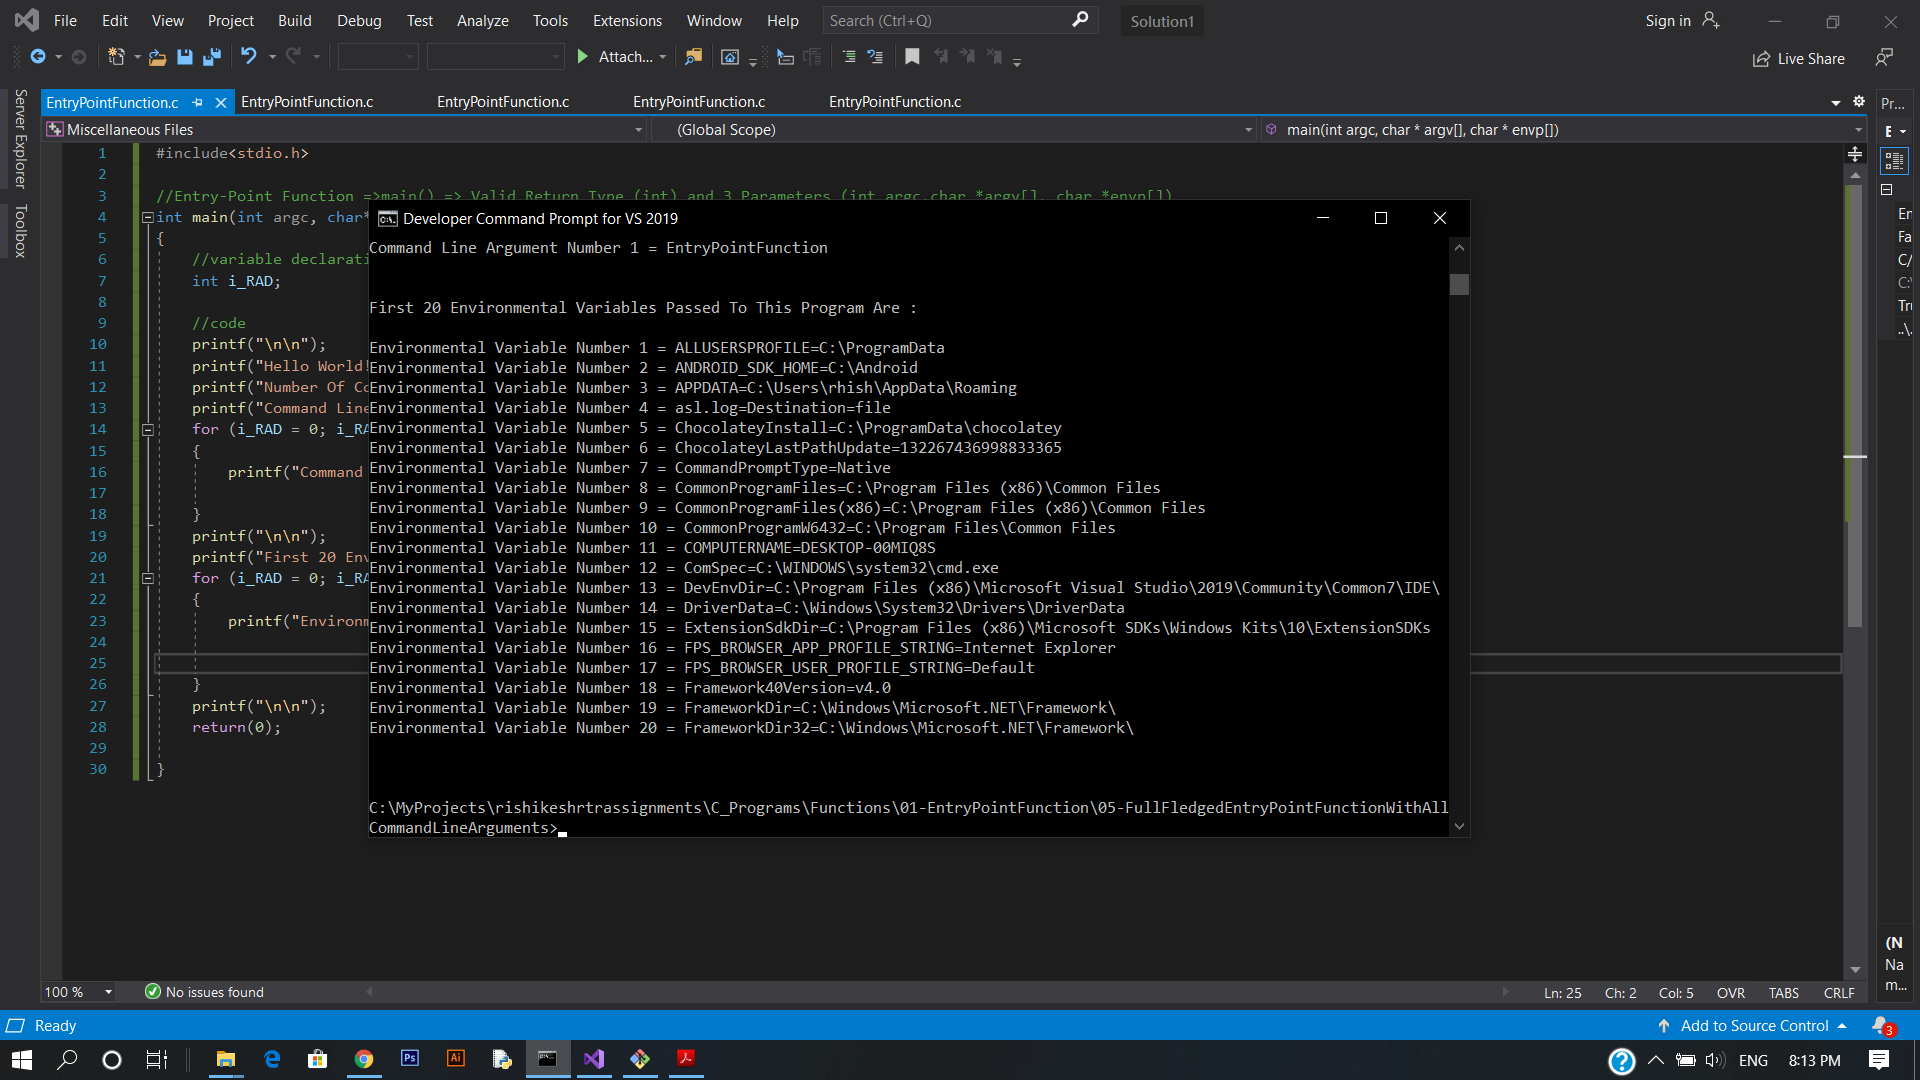 File Edit View Project Build Debug Test Analyze Tools Extensions Window Help Search (Ctrl+Q) Solution1 Sign in
Attach... Live Share
EntryPointFunction.c EntryPointFunction.c EntryPointFunction.c EntryPointFunction.c EntryPointFunction.c Pr...
Server Explorer
Toolbox
Miscellaneous Files (Global Scope) main(int argc, char * argv[], char * envp[])
1 #include<stdio.h>
2
3 //Entry-Point Function =>main() => Valid Return Type (int) and 3 Parameters (int argc,char *argv[], char *envp[])
4 int main(int argc, char*
5 {
6 //variable declarati
7 int i_RAD;
8
9 //code
10 printf("\n\n");
11 printf("Hello World!
12 printf("Number Of Co
13 printf("Command Line
14 for (i_RAD = 0; i_RA
15 {
16 printf("Command
17
18 }
19 printf("\n\n");
20 printf("First 20 Env
21 for (i_RAD = 0; i_RA
22 {
23 printf("Environm
24
25
26 }
27 printf("\n\n");
28 return(0);
29
30 }
Developer Command Prompt for VS 2019
Command Line Argument Number 1 = EntryPointFunction
First 20 Environmental Variables Passed To This Program Are :
Environmental Variable Number 1 = ALLUSERSPROFILE=C:\ProgramData
Environmental Variable Number 2 = ANDROID_SDK_HOME=C:\Android
Environmental Variable Number 3 = APPDATA=C:\Users\rhish\AppData\Roaming
Environmental Variable Number 4 = asl.log=Destination=file
Environmental Variable Number 5 = ChocolateyInstall=C:\ProgramData\chocolatey
Environmental Variable Number 6 = ChocolateyLastPathUpdate=132267436998833365
Environmental Variable Number 7 = CommandPromptType=Native
Environmental Variable Number 8 = CommonProgramFiles=C:\Program Files (x86)\Common Files
Environmental Variable Number 9 = CommonProgramFiles(x86)=C:\Program Files (x86)\Common Files
Environmental Variable Number 10 = CommonProgramW6432=C:\Program Files\Common Files
Environmental Variable Number 11 = COMPUTERNAME=DESKTOP-00MIQ8S
Environmental Variable Number 12 = ComSpec=C:\WINDOWS\system32\cmd.exe
Environmental Variable Number 13 = DevEnvDir=C:\Program Files (x86)\Microsoft Visual Studio\2019\Community\Common7\IDE\
Environmental Variable Number 14 = DriverData=C:\Windows\System32\Drivers\DriverData
Environmental Variable Number 15 = ExtensionSdkDir=C:\Program Files (x86)\Microsoft SDKs\Windows Kits\10\ExtensionSDKs
Environmental Variable Number 16 = FPS_BROWSER_APP_PROFILE_STRING=Internet Explorer
Environmental Variable Number 17 = FPS_BROWSER_USER_PROFILE_STRING=Default
Environmental Variable Number 18 = Framework40Version=v4.0
Environmental Variable Number 19 = FrameworkDir=C:\Windows\Microsoft.NET\Framework\
Environmental Variable Number 20 = FrameworkDir32=C:\Windows\Microsoft.NET\Framework\
C:\MyProjects\rishikeshrtrassignments\C_Programs\Functions\01-EntryPointFunction\05-FullFledgedEntryPointFunctionWithAll
CommandLineArguments>
E
En
Fa
C/
C:\
Tru
..\.
(N
Na
m...
100 % No issues found Ln: 25 Ch: 2 Col: 5 OVR TABS CRLF
Ready Add to Source Control 3
Ps Ai ENG 8:13 PM